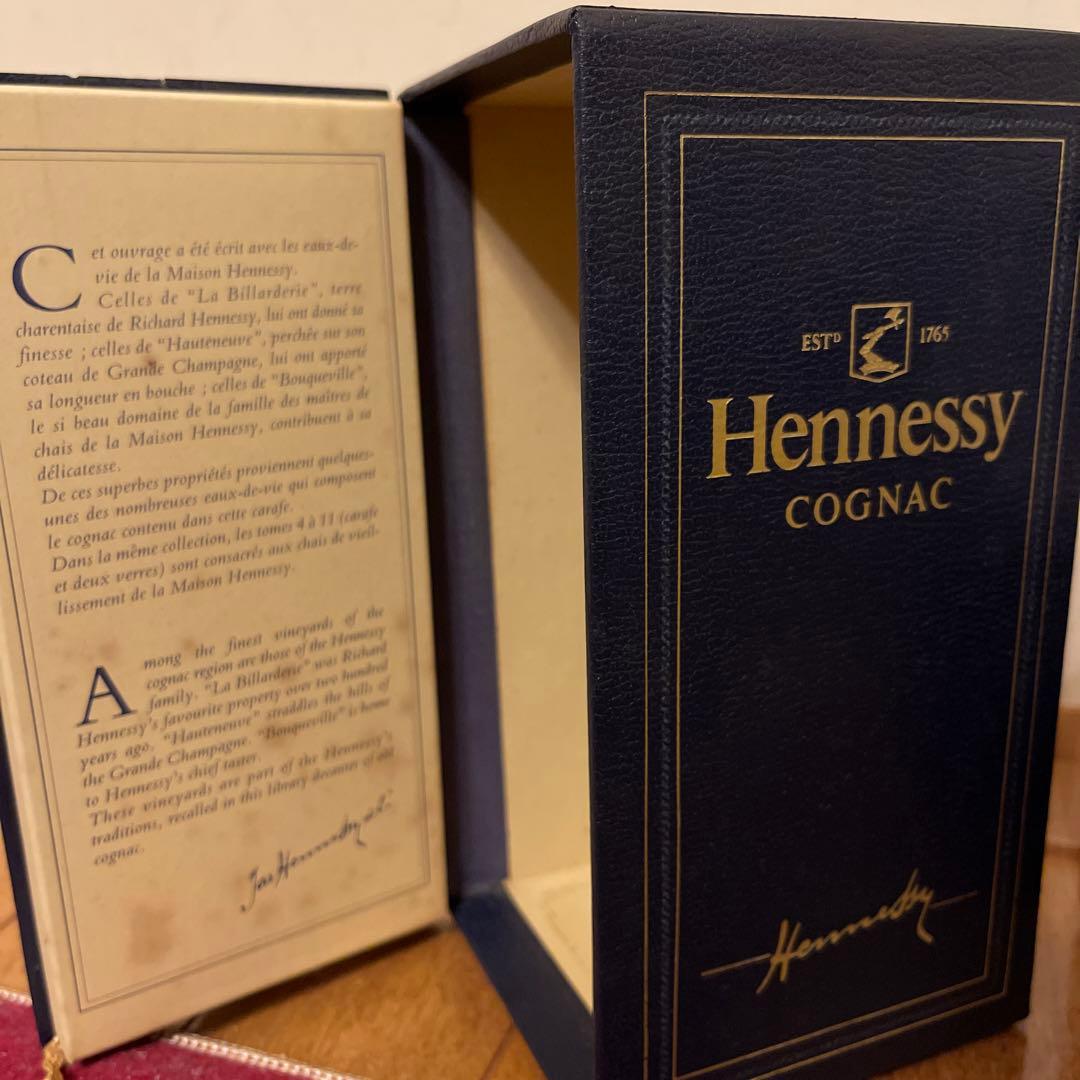 Cet ouvrage a été écrit avec les eaux-de-
vie de la Maison Hennessy.
Celles de "La Billarderie", terre
charentaise de Richard Hennessy, lui ont donné sa
finesse ; celles de "Hauteneuve", perchée sur son
coteau de Grande Champagne, lui ont apporté
sa longueur en bouche ; celles de "Bouqueville",
le si beau domaine de la famille des maîtres de
chais de la Maison Hennessy, contribuent à sa
délicatesse.
De ces superbes propriétés proviennent quelques-
unes des nombreuses eaux-de-vie qui composent
le cognac contenu dans cette carafe.
Dans la même collection, les tomes 4 à 11 (carafe
et deux verres) sont consacrés aux chais de vieil-
lissement de la Maison Hennessy.
Among the finest vineyards of the
cognac region are those of the Hennessy
family. "La Billarderie" was Richard
Hennessy's favourite property over two hundred
years ago. "Hauteneuve" straddles the hills of
the Grande Champagne. "Bouqueville" is home
to Hennessy's chief taster.
These vineyards are part of the Hennessy's
traditions, recalled in this library decanter of old
cognac.
Jas Hennessy
ESTD 1765
Hennessy
COGNAC
Hennessy